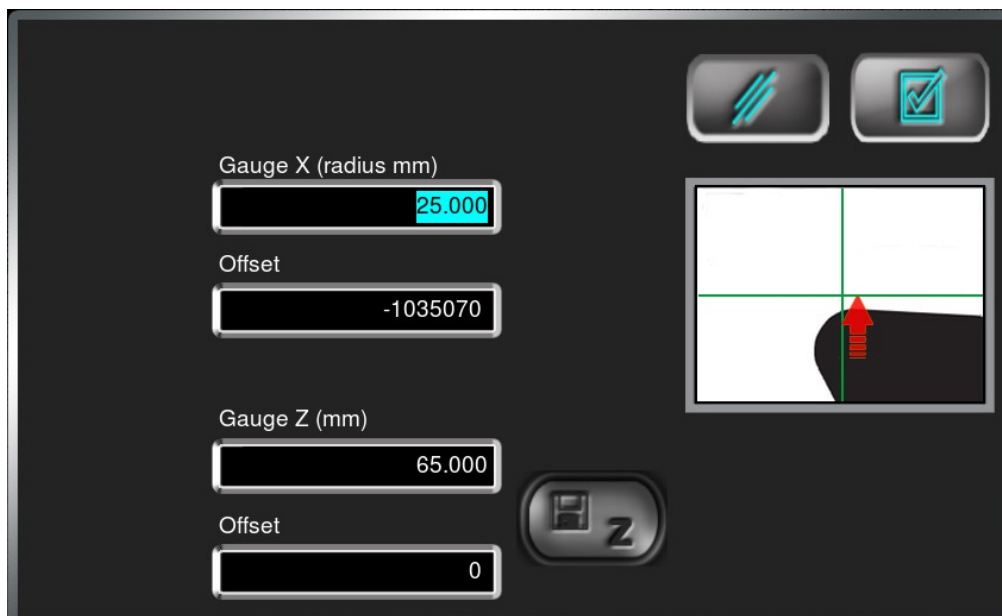 Gauge X (radius mm)
25.000
Offset
-1035070
Gauge Z (mm)
65.000
Offset
0
Z